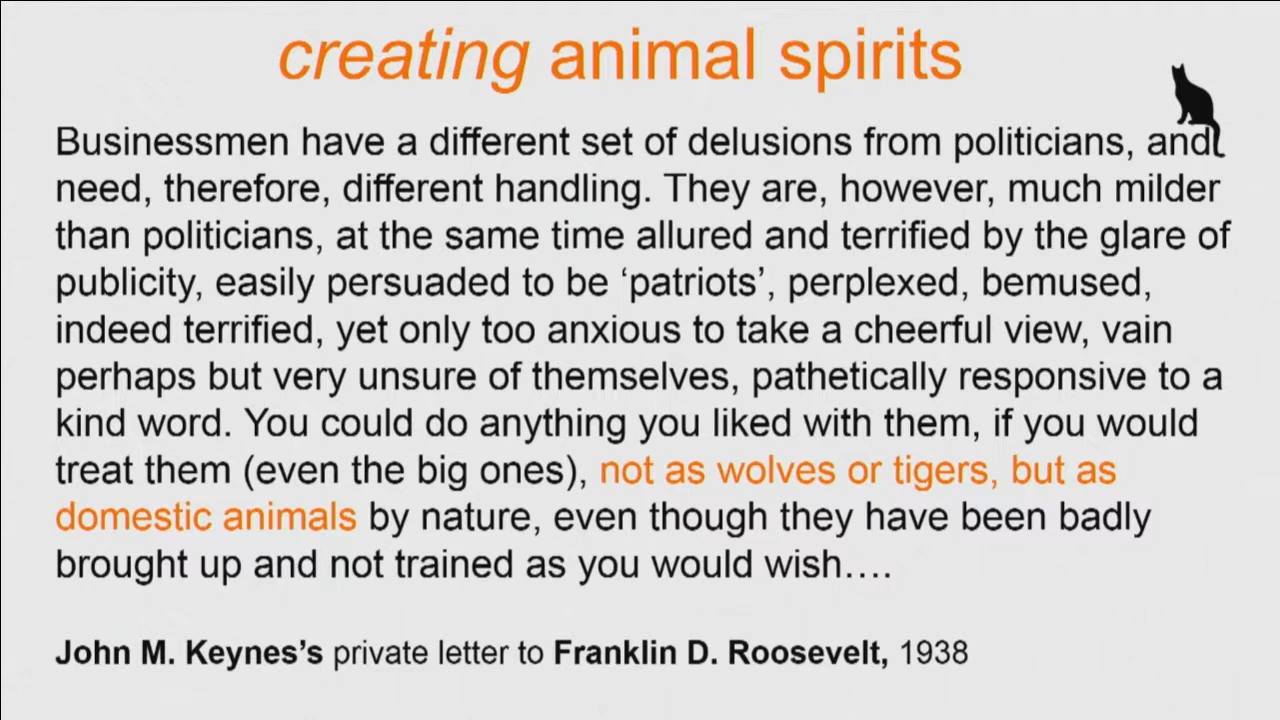 creating animal spirits
Businessmen have a different set of delusions from politicians, and
need, therefore, different handling. They are, however, much milder
than politicians, at the same time allured and terrified by the glare of
publicity, easily persuaded to be ‘patriots’, perplexed, bemused,
indeed terrified, yet only too anxious to take a cheerful view, vain
perhaps but very unsure of themselves, pathetically responsive to a
kind word. You could do anything you liked with them, if you would
treat them (even the big ones), not as wolves or tigers, but as
domestic animals by nature, even though they have been badly
brought up and not trained as you would wish….
John M. Keynes’s private letter to Franklin D. Roosevelt, 1938